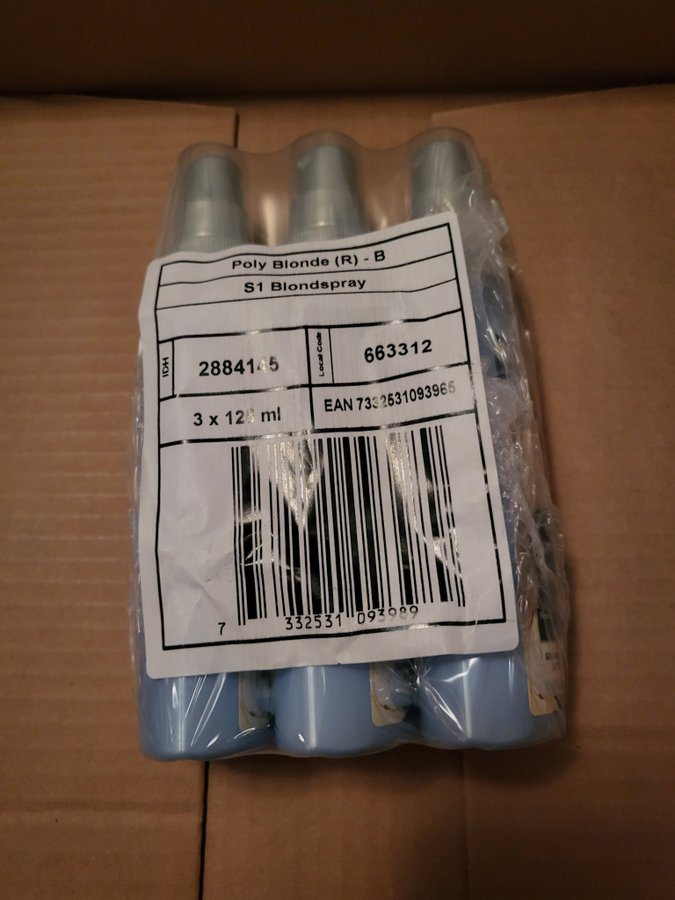 Poly Blonde (R) - B
S1 Blondspray
IDH
2884145
Local Code
663312
3 x 125 ml
EAN 7332531093965
7 332531 093989